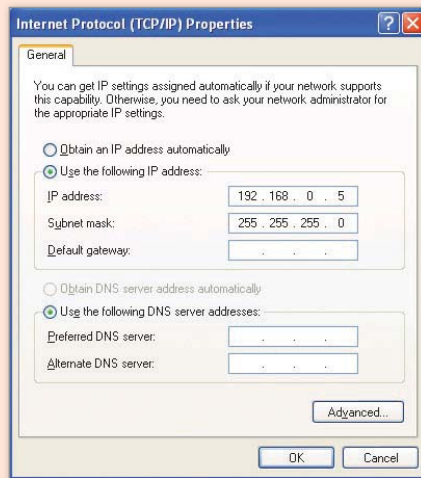 Internet Protocol (TCP/IP) Properties
General
You can get IP settings assigned automatically if your network supports
this capability. Otherwise, you need to ask your network administrator for
the appropriate IP settings.
Obtain an IP address automatically
Use the following IP address:
IP address: 192 . 168 . 0 . 5
Subnet mask: 255 . 255 . 255 . 0
Default gateway: . . .
Obtain DNS server address automatically
Use the following DNS server addresses:
Preferred DNS server: . . .
Alternate DNS server: . . .
Advanced...
OK Cancel